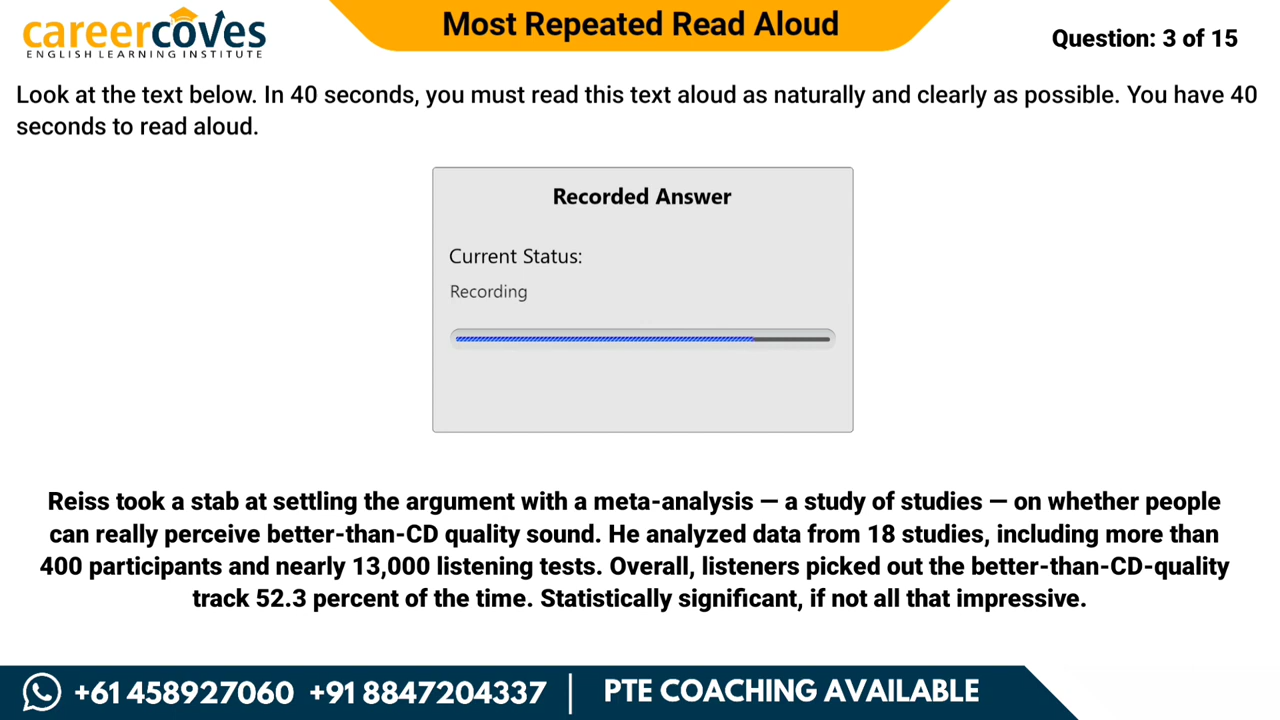 careercoves
ENGLISH LEARNING INSTITUTE
Most Repeated Read Aloud
Question: 3 of 15
Look at the text below. In 40 seconds, you must read this text aloud as naturally and clearly as possible. You have 40
seconds to read aloud.
Recorded Answer
Current Status:
Recording
Reiss took a stab at settling the argument with a meta-analysis — a study of studies — on whether people
can really perceive better-than-CD quality sound. He analyzed data from 18 studies, including more than
400 participants and nearly 13,000 listening tests. Overall, listeners picked out the better-than-CD-quality
track 52.3 percent of the time. Statistically significant, if not all that impressive.
+61 458927060 +91 8847204337 | PTE COACHING AVAILABLE